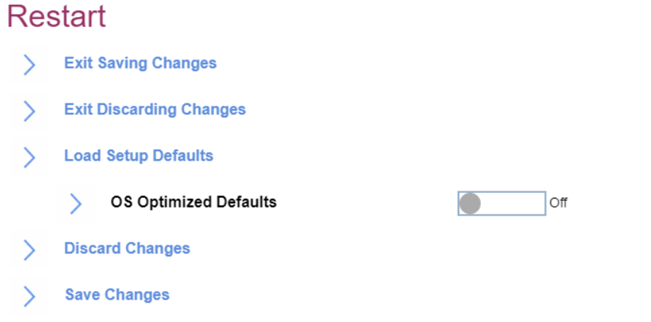 Restart
Exit Saving Changes
Exit Discarding Changes
Load Setup Defaults
OS Optimized Defaults Off
Discard Changes
Save Changes